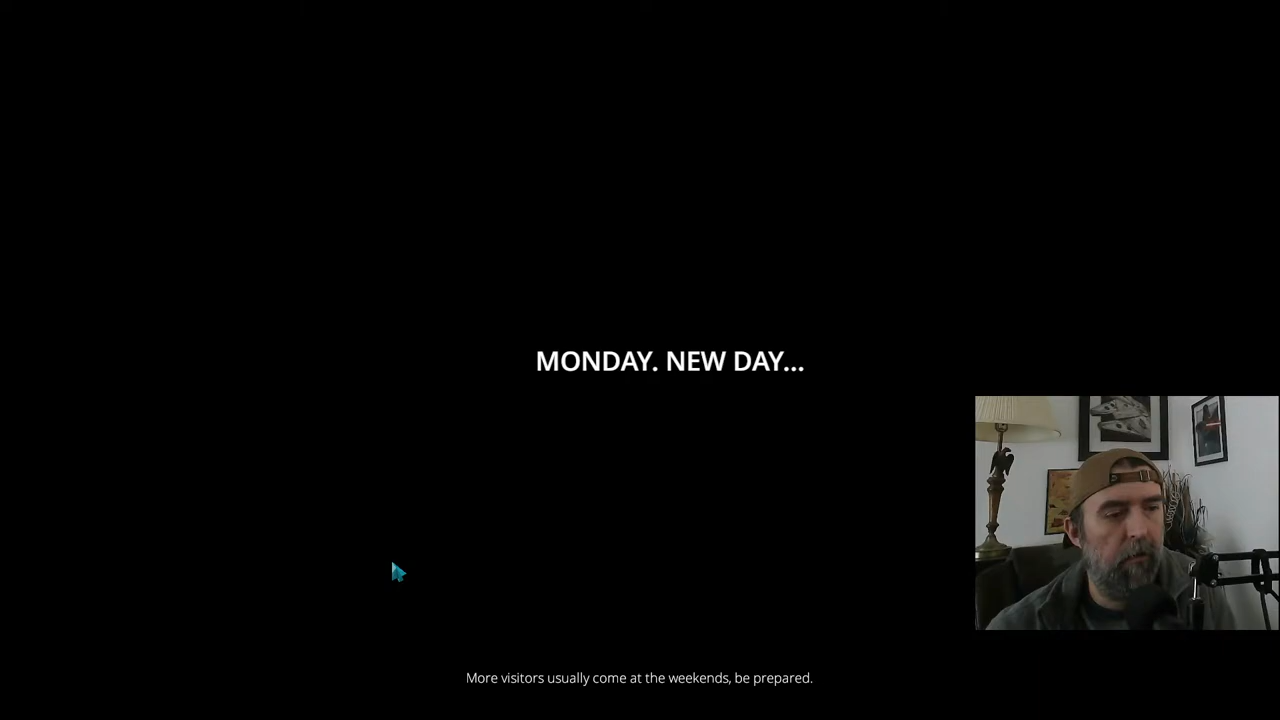 MONDAY. NEW DAY...
More visitors usually come at the weekends, be prepared.